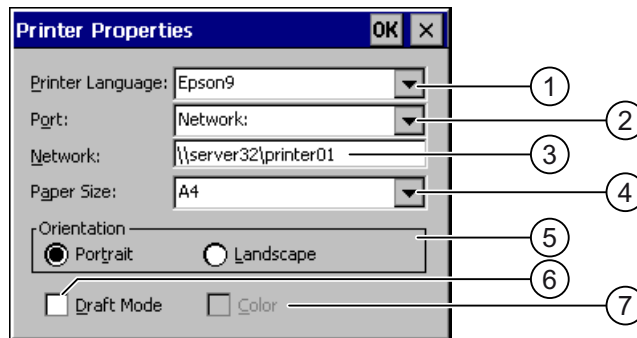 Printer Properties OK ×
Printer Language: Epson9 1
Port: Network: 2
Network: \\server32\printer01 3
Paper Size: A4 4
Orientation 5
Portrait Landscape
6
Draft Mode Color 7